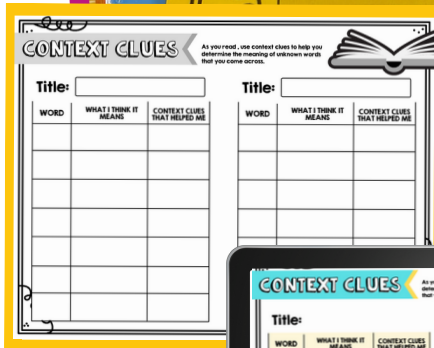 CONTEXT CLUES
As you read , use context clues to help you
determine the meaning of unknown words
that you come across.
Title:
Title:
WORD
WHAT I THINK IT
MEANS
CONTEXT CLUES
THAT HELPED ME
WORD
WHAT I THINK IT
MEANS
CONTEXT CLUES
THAT HELPED ME
CONTEXT CLUES
Title:
WORD
WHAT I THINK IT
MEANS
CONTEXT CLUES
THAT HELPED ME